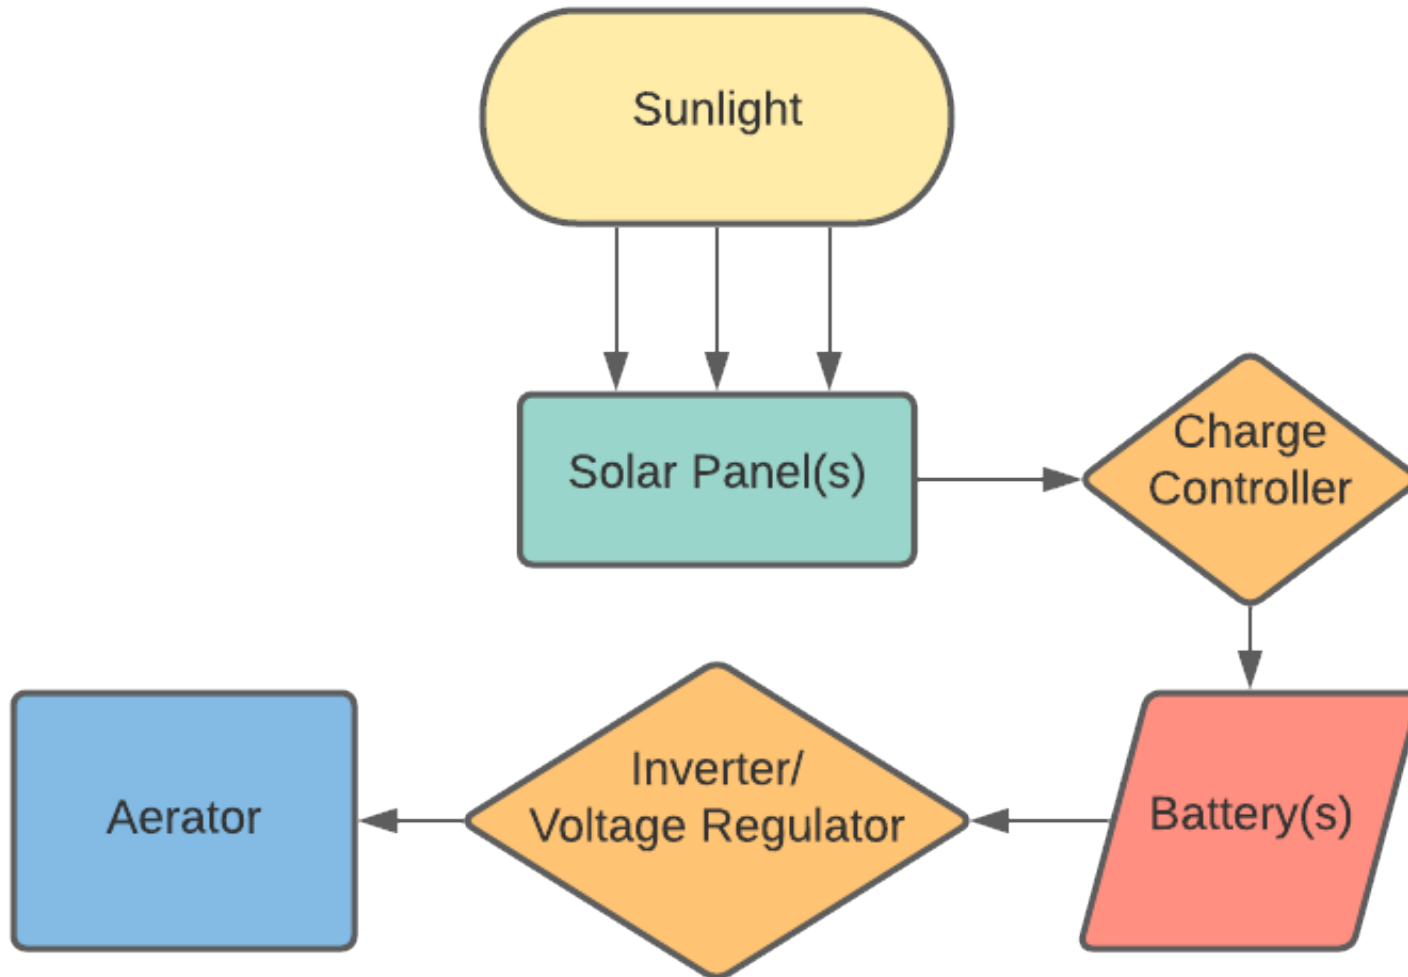 Sunlight
Solar Panel(s)
Charge
Controller
Aerator
Inverter/
Voltage Regulator
Battery(s)